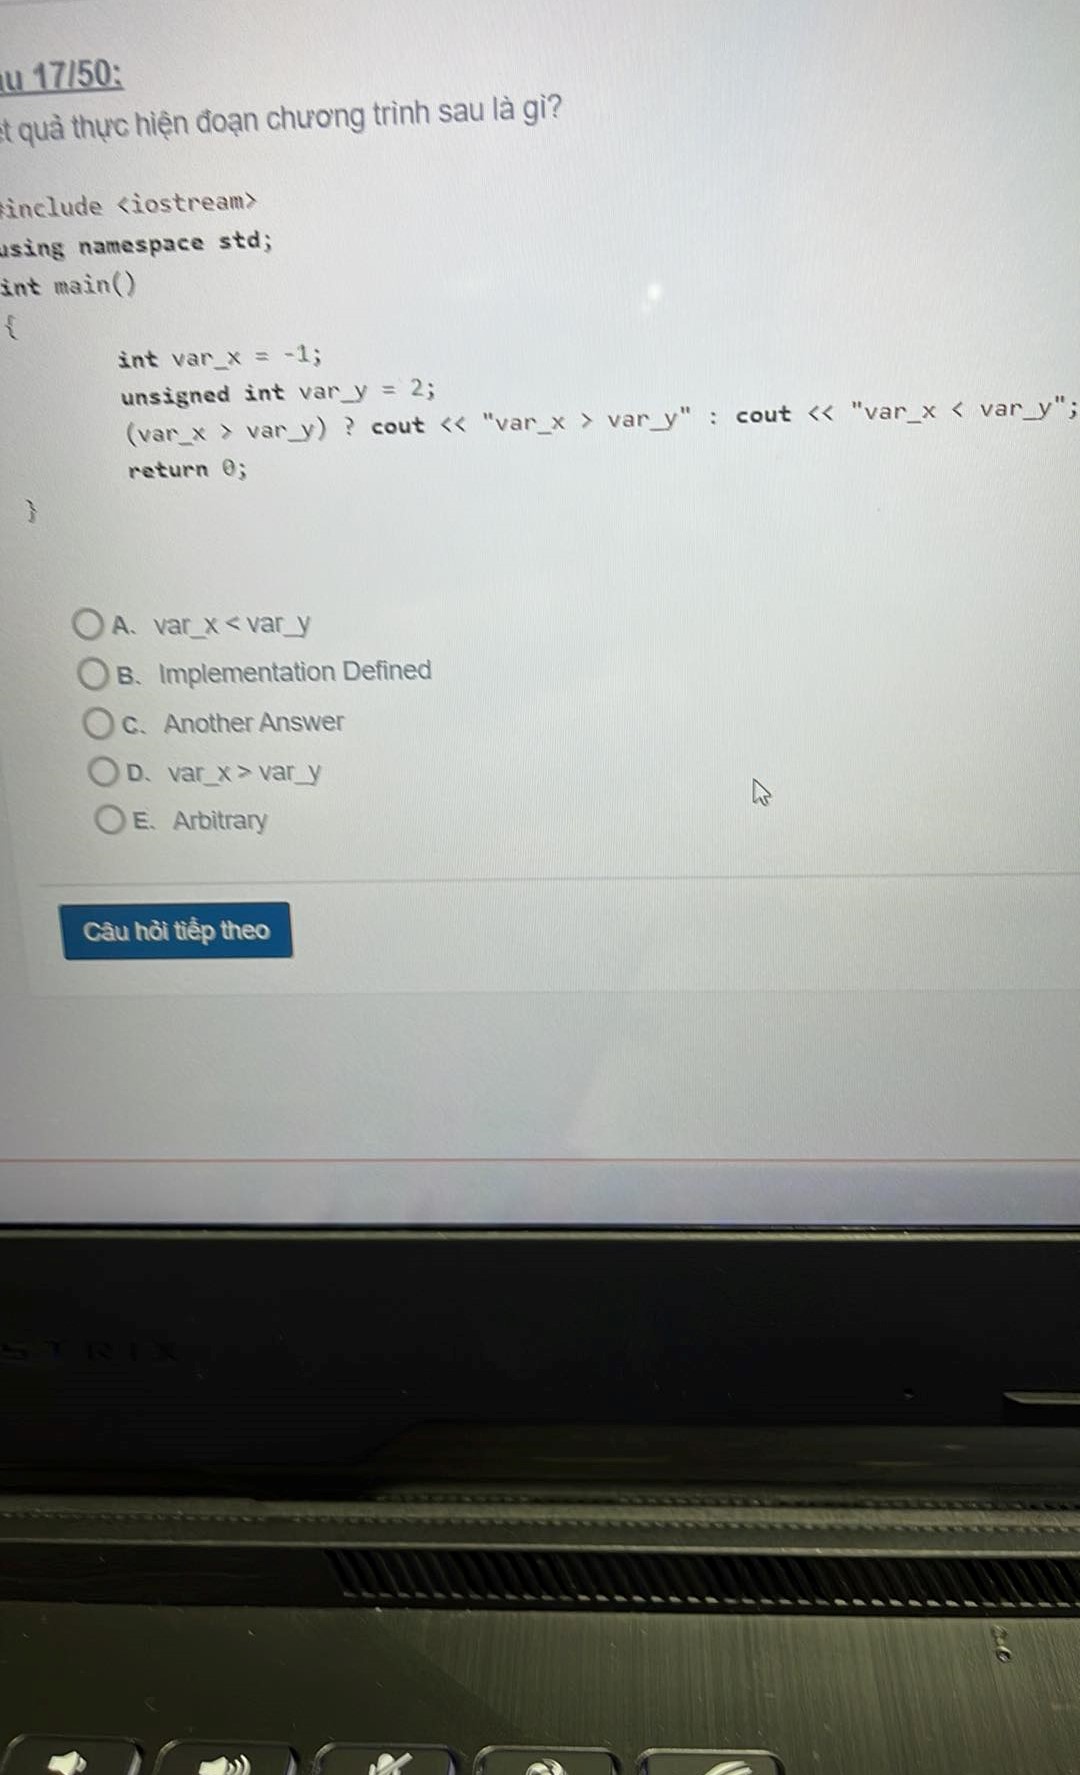 17/50:
quả thực hiện đoạn chương trình sau là gì?
#include <iostream>
using namespace std;
int main()
{
int var_x = -1;
unsigned int var_y = 2;
(var_x > var_y) ? cout << "var_x > var_y" : cout << "var_x < var_y";
return 0;
}
A. var_x < var_y
B. Implementation Defined
C. Another Answer
D. var_x > var_y
E. Arbitrary
Câu hỏi tiếp theo
STRIX